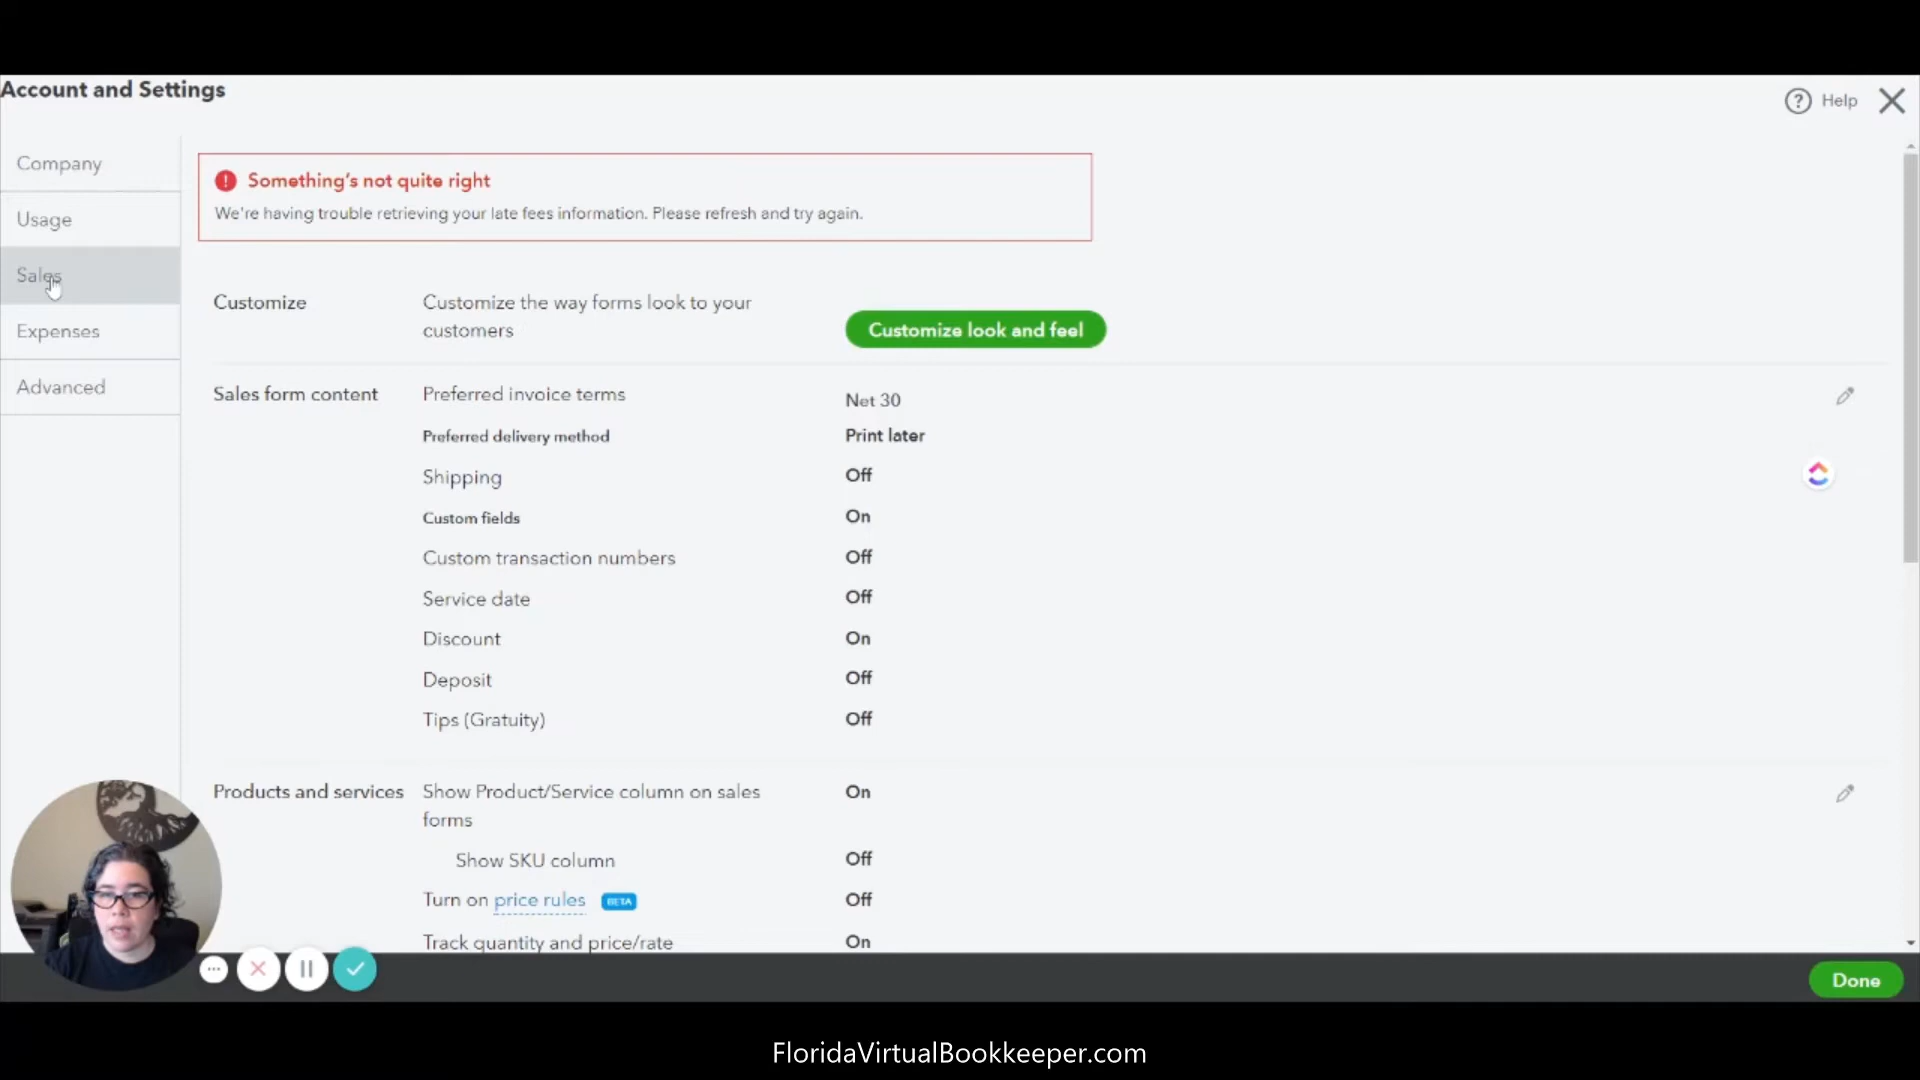 Account and Settings
? Help
Company
Usage
Sales
Expenses
Advanced
! Something's not quite right
We're having trouble retrieving your late fees information. Please refresh and try again.
Customize
Customize the way forms look to your
customers
Customize look and feel
Sales form content
Preferred invoice terms Net 30
Preferred delivery method Print later
Shipping Off
Custom fields On
Custom transaction numbers Off
Service date Off
Discount On
Deposit Off
Tips (Gratuity) Off
Products and services
Show Product/Service column on sales On
forms
Show SKU column Off
Turn on price rules BETA Off
Track quantity and price/rate On
Done
FloridaVirtualBookkeeper.com